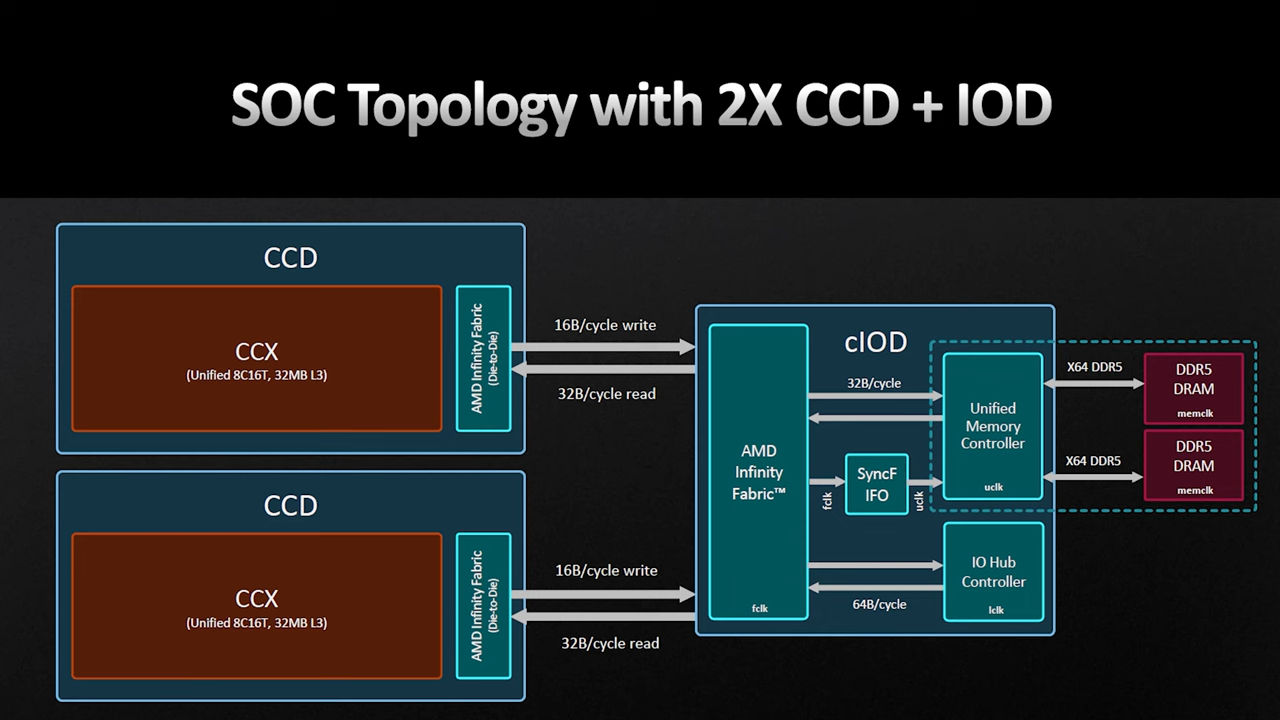 SOC Topology with 2X CCD + IOD
CCD
CCX
(Unified 8C16T, 32MB L3)
AMD Infinity Fabric
(Die-to-Die)
16B/cycle write
32B/cycle read
CCD
CCX
(Unified 8C16T, 32MB L3)
AMD Infinity Fabric
(Die-to-Die)
16B/cycle write
32B/cycle read
cIOD
AMD
Infinity
Fabric™
fclk
32B/cycle
fclk
SyncF
IFO
uclk
Unified
Memory
Controller
uclk
64B/cycle
IO Hub
Controller
lclk
X64 DDR5
DDR5
DRAM
memclk
X64 DDR5
DDR5
DRAM
memclk